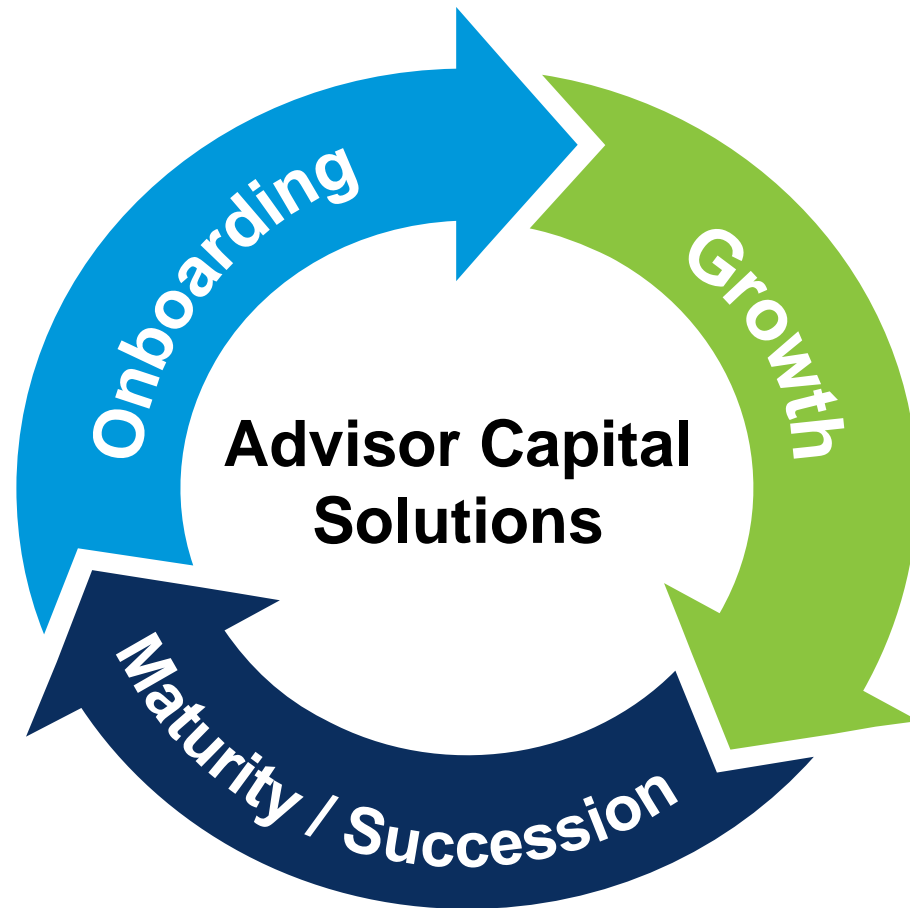 Onboarding
Growth
Advisor Capital
Solutions
Maturity / Succession